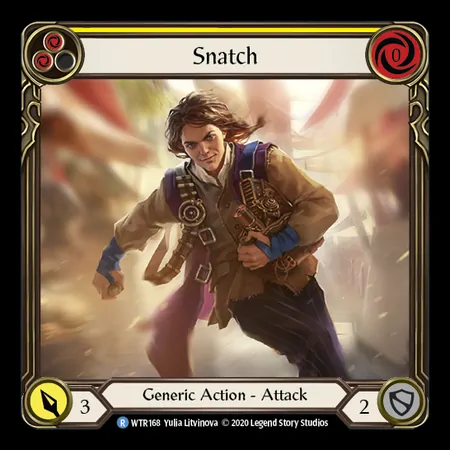 Snatch
0
Generic Action - Attack
3
2
R WTR168 Yulia Litvinova © 2020 Legend Story Studios